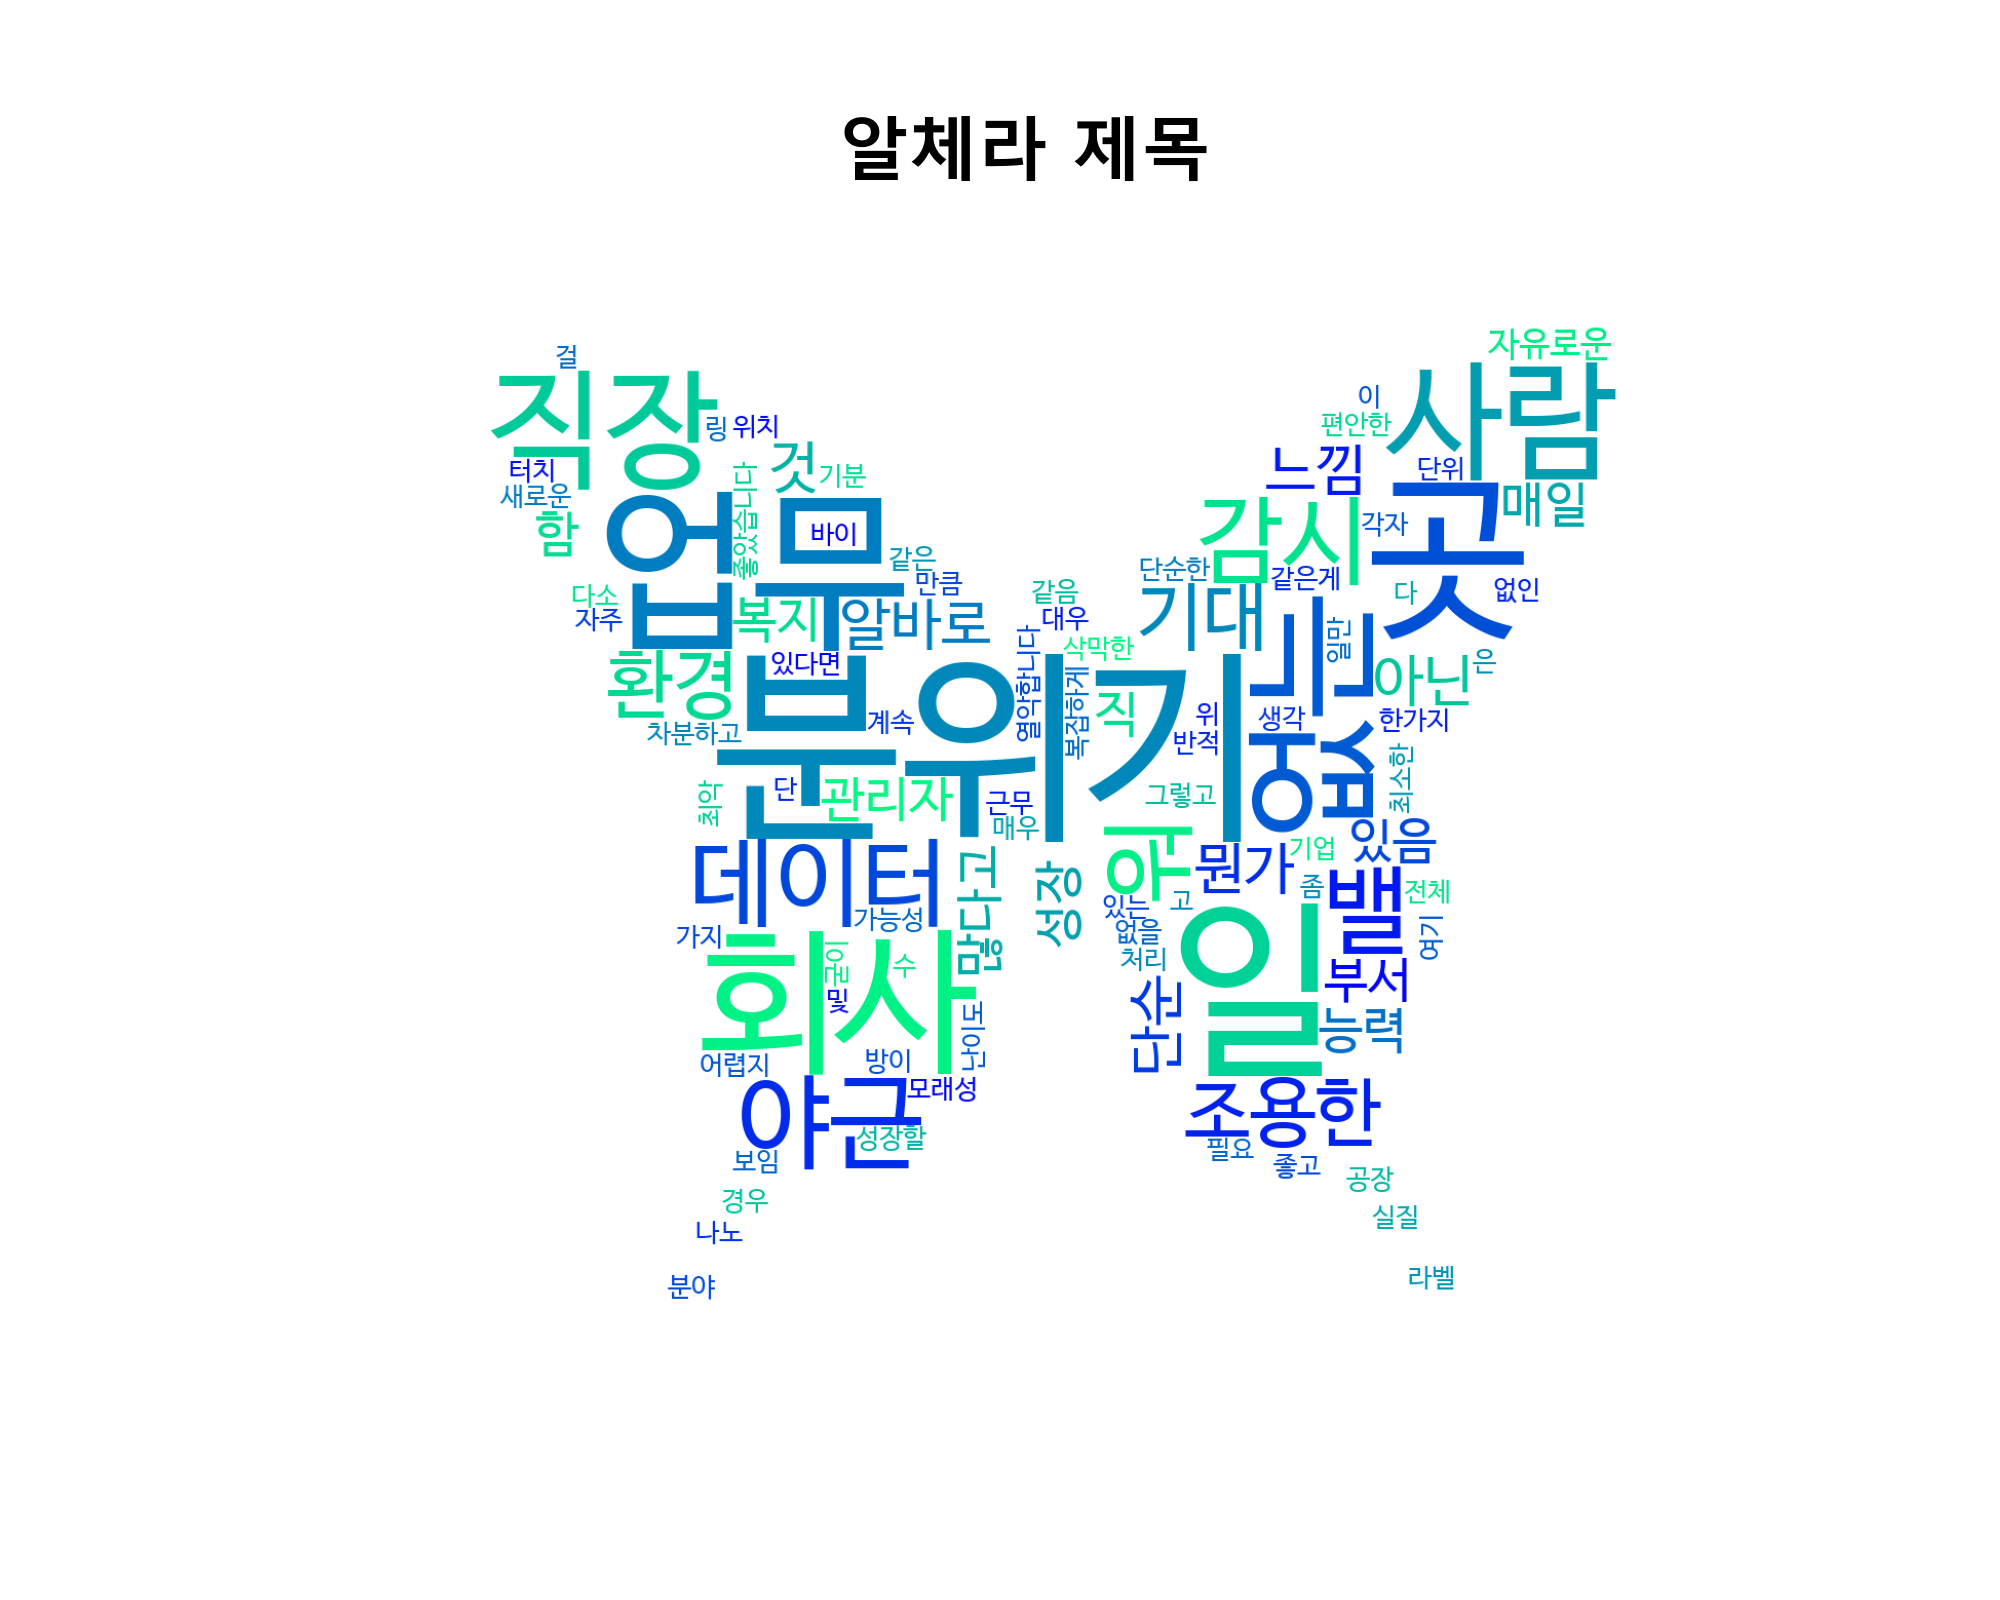 알체라 제목
자유로운
걸
직장
사람
이
링
위치
편안한
것
느낌
단위
터치
기분
새로운
좋았습니다
매일
함
업무
바이
감시
각자
곳
같은
단순한
만큼
같은게
다소
같음
다
없인
자주
복지
알바로
대우
기대
없는
일만
열악합니다
삭막한
환경
있다면
분위기
아닌
은
복잡하게
직
위
생각
한가지
차분하고
계속
반적
최소한
최악
단
관리자
근무
그렇고
매우
있음
워
데이터
많다고
성장
뭔가
기업
좀
밸
전체
가능성
있는
고
가지
없을
여기
회사
굳이
수
처리
일
부서
및
단순
난이도
능력
어렵지
방이
야근
모래성
조용한
성장할
보임
필요
좋고
공장
경우
나노
실질
분야
라벨